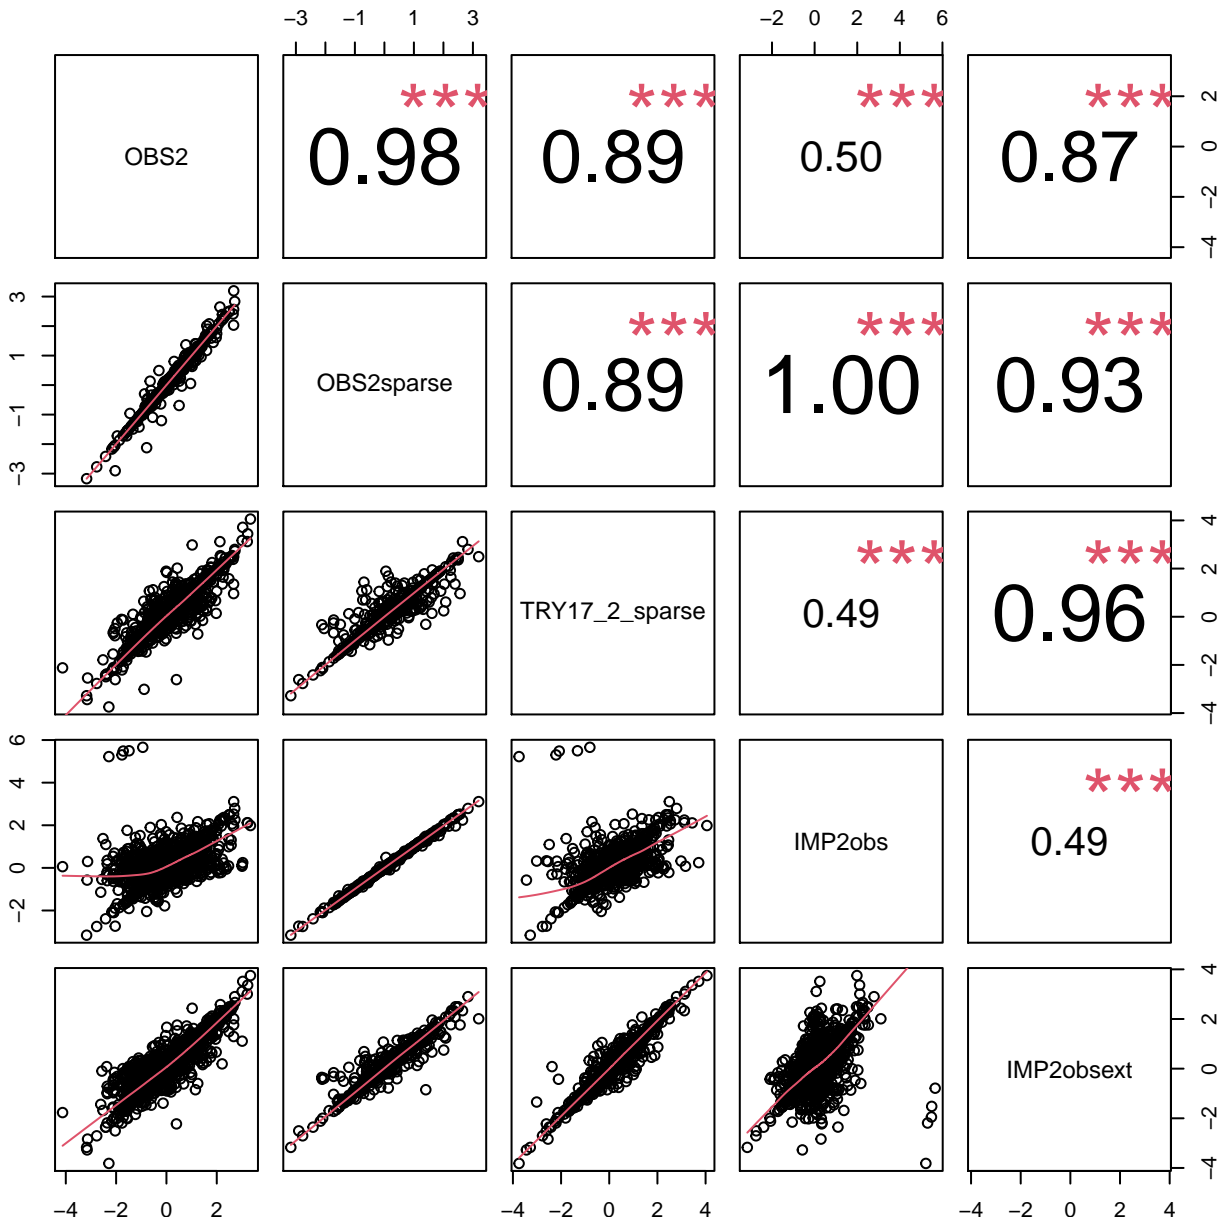 −3 −1 1 3 −2 0 2 4 6
OBS2 0.98 *** 0.89 *** 0.50 *** 0.87 *** 2 0 −2 −4
3 1 −1 −3 OBS2sparse 0.89 *** 1.00 *** 0.93 ***
TRY17_2_sparse 0.49 *** 0.96 *** 4 2 0 −2 −4
6 4 2 0 −2 IMP2obs 0.49 ***
IMP2obsext 4 2 0 −2 −4
−4 −2 0 2 −4 −2 0 2 4 −4 −2 0 2 4